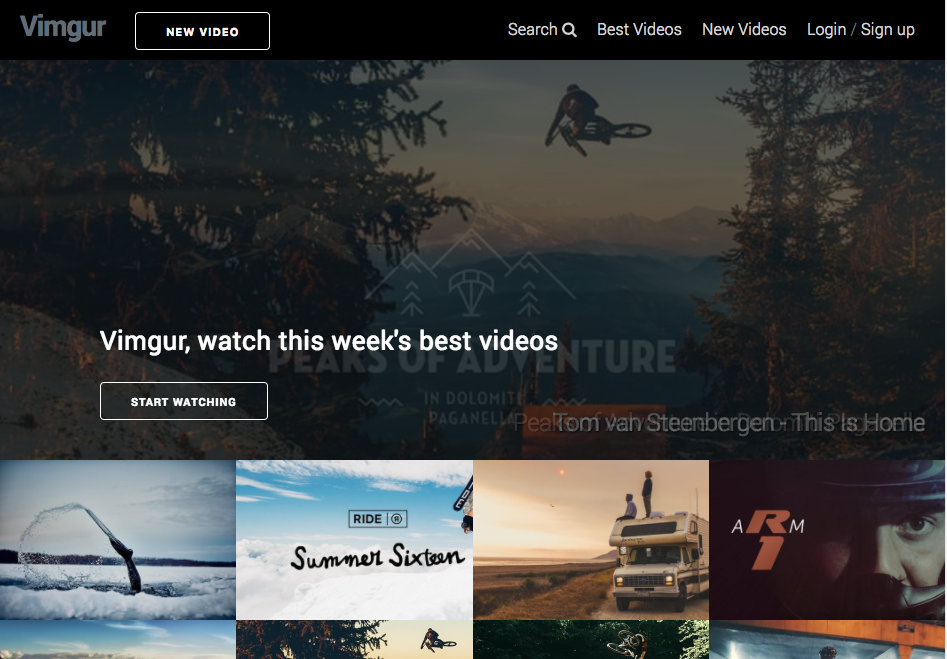 Vimgur
NEW VIDEO
Search
Best Videos
New Videos
Login / Sign up
PEAKS OF ADVENTURE
IN DOLOMITI
PAGANELLA
Vimgur, watch this week's best videos
START WATCHING
Tom van Steenbergen - This Is Home
RIDE ®
Summer Sixteen
ARM
1